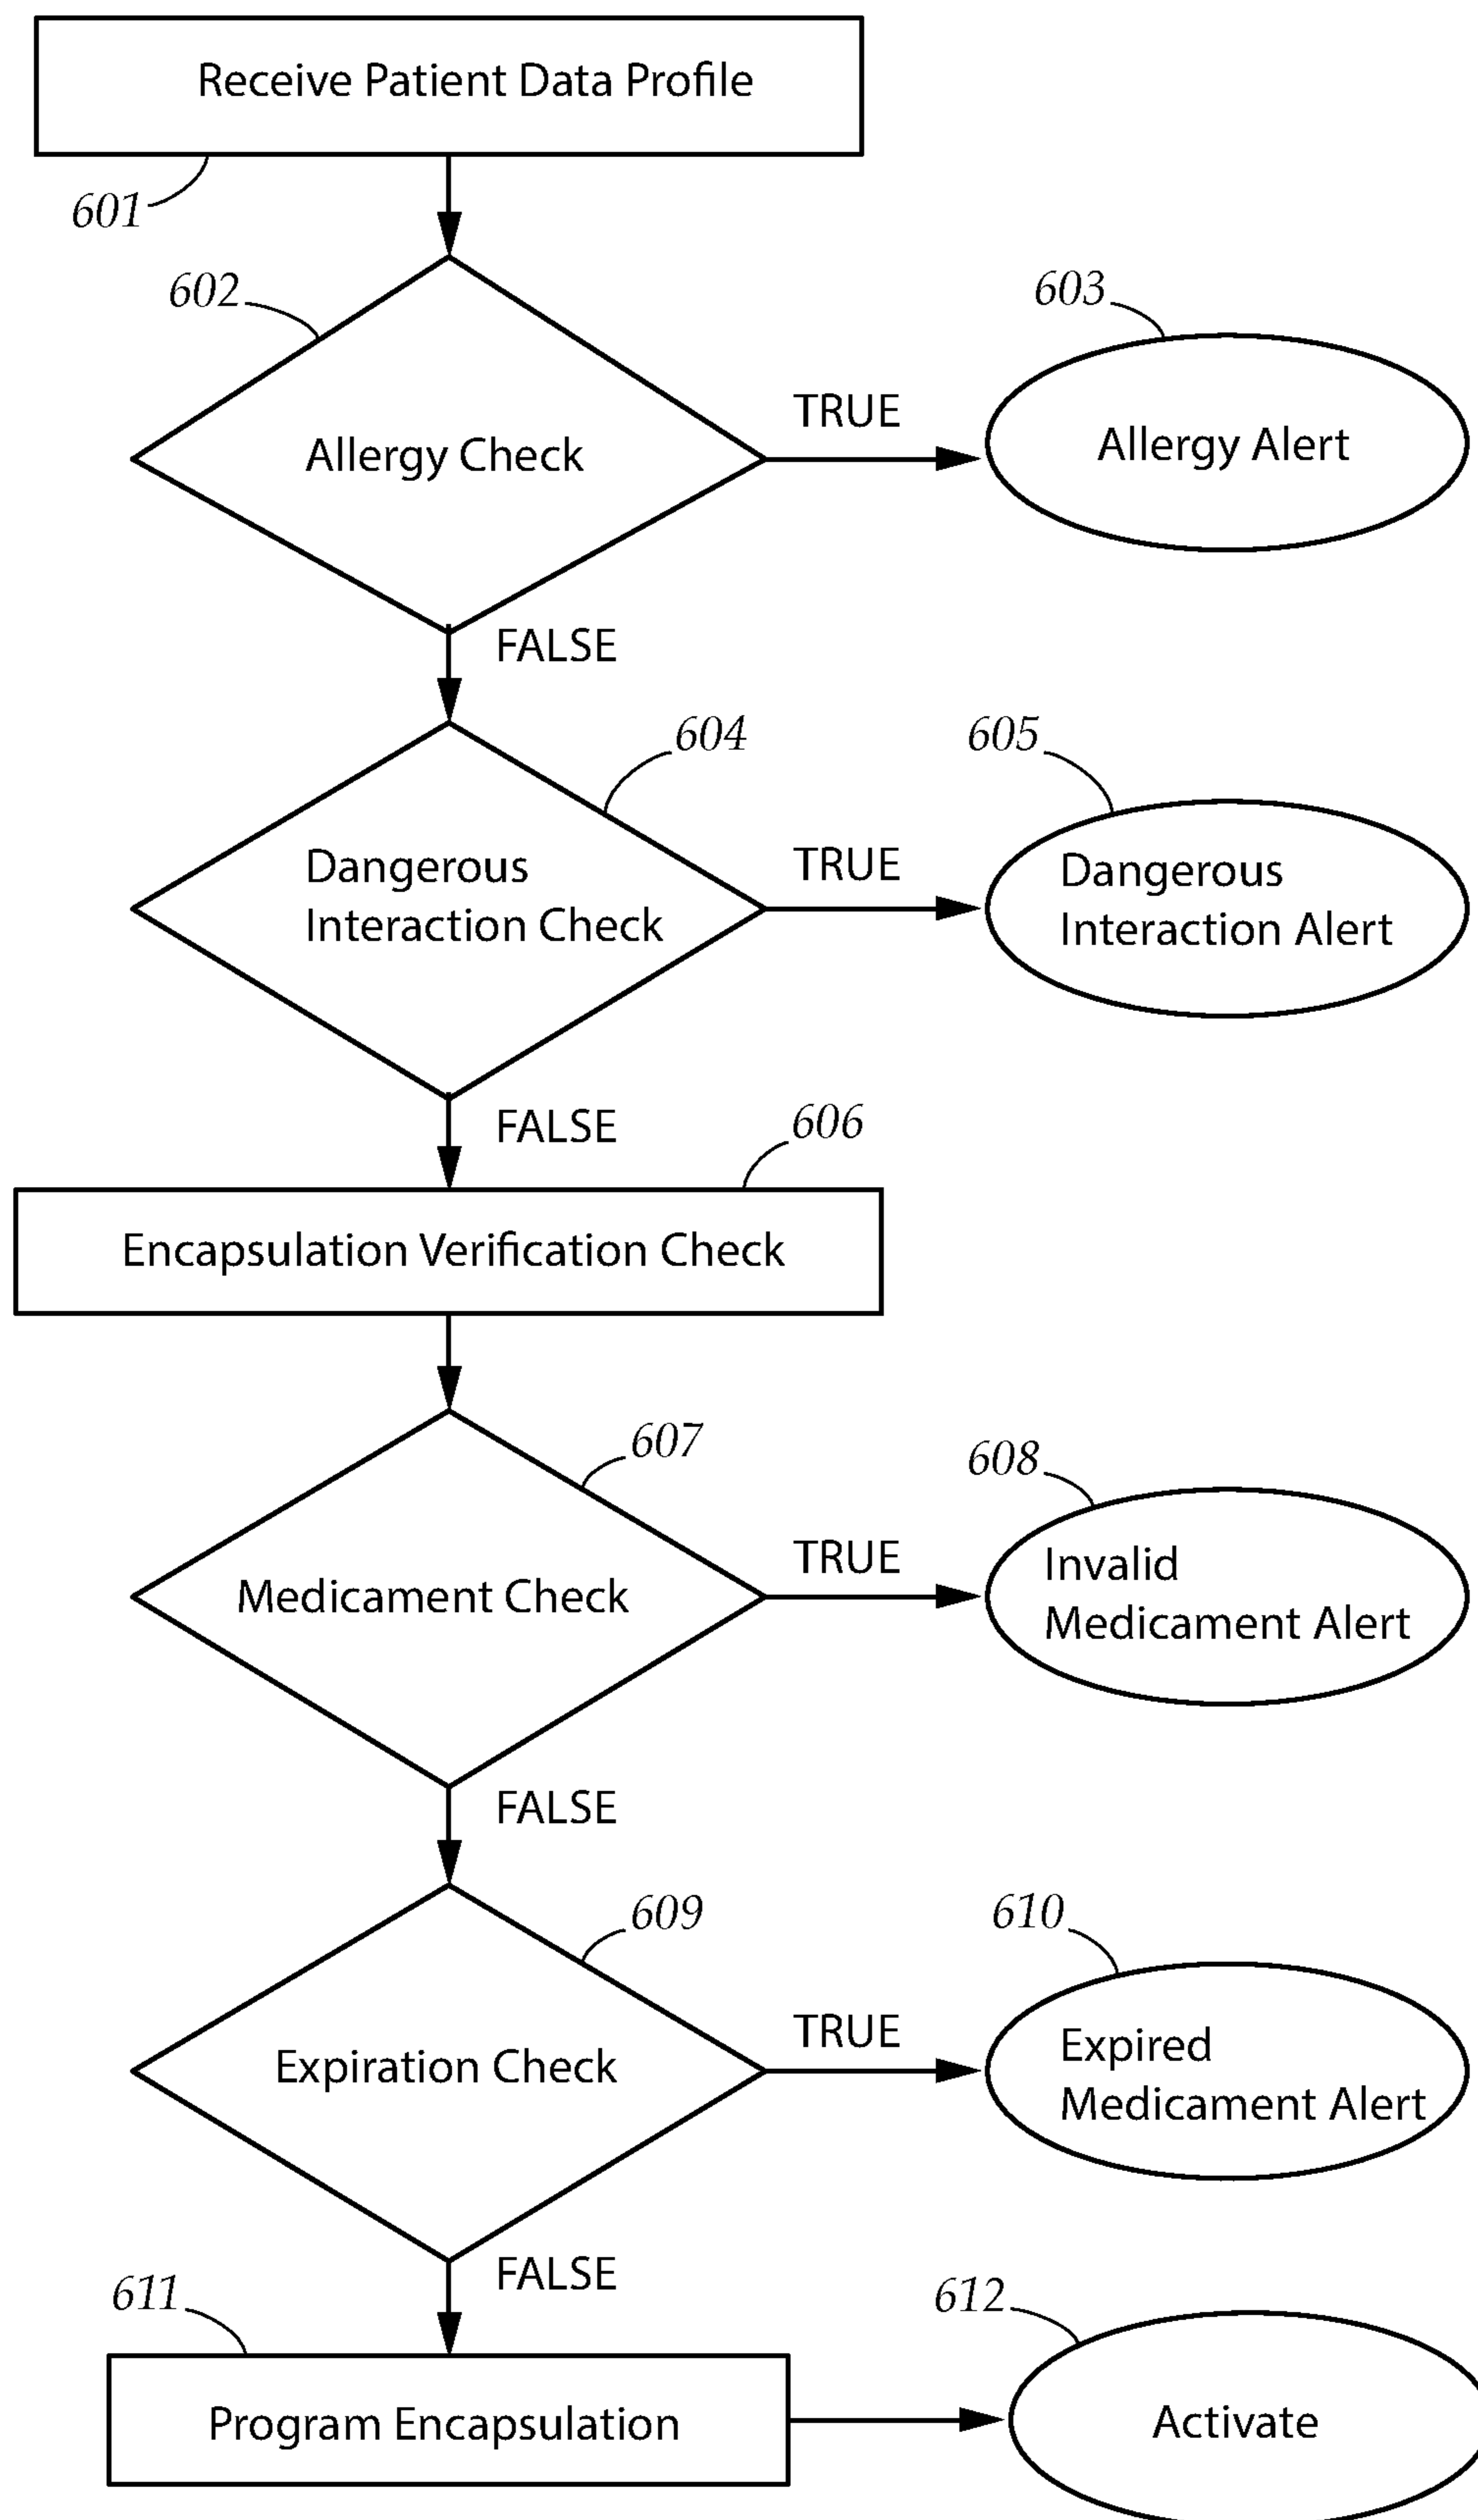 Receive Patient Data Profile
601
602
603
Allergy Check
TRUE
Allergy Alert
FALSE
604
605
Dangerous
Interaction Check
TRUE
Dangerous
Interaction Alert
FALSE
606
Encapsulation Verification Check
607
608
Medicament Check
TRUE
Invalid
Medicament Alert
FALSE
609
610
Expiration Check
TRUE
Expired
Medicament Alert
FALSE
611
612
Program Encapsulation
Activate